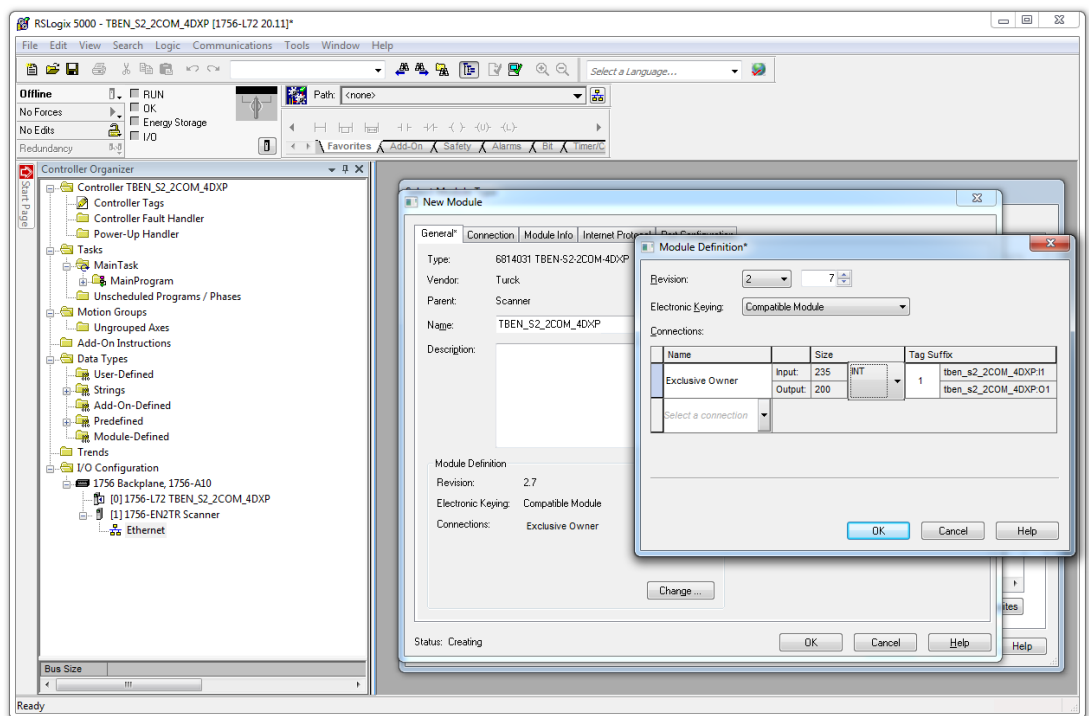 RSLogix 5000 - TBEN_S2_2COM_4DXP [1756-L72 20.11]*
File Edit View Search Logic Communications Tools Window Help
Select a Language...
Offline
RUN
No Forces
OK
No Edits
Energy Storage
Redundancy
I/O
Path: <none>
Favorites Add-On Safety Alarms Bit Timer/C
Start Page
Controller Organizer
Controller TBEN_S2_2COM_4DXP
Controller Tags
Controller Fault Handler
Power-Up Handler
Tasks
MainTask
MainProgram
Unscheduled Programs / Phases
Motion Groups
Ungrouped Axes
Add-On Instructions
Data Types
User-Defined
Strings
Add-On-Defined
Predefined
Module-Defined
Trends
I/O Configuration
1756 Backplane, 1756-A10
[0] 1756-L72 TBEN_S2_2COM_4DXP
[1] 1756-EN2TR Scanner
Ethernet
Bus Size
Ready
New Module
General* Connection Module Info Internet Protocol Port Configuration
Type: 6814031 TBEN-S2-2COM-4DXP
Vendor: Turck
Parent: Scanner
Name: TBEN_S2_2COM_4DXP
Description:
Module Definition
Revision: 2.7
Electronic Keying: Compatible Module
Connections: Exclusive Owner
Change ...
Status: Creating
OK Cancel Help
Help
Module Definition*
Revision: 2 7
Electronic Keying: Compatible Module
Connections:
Name Size Tag Suffix
Exclusive Owner Input: 235 INT 1 tben_s2_2COM_4DXP:I1
Output: 200 tben_s2_2COM_4DXP:O1
Select a connection
OK Cancel Help